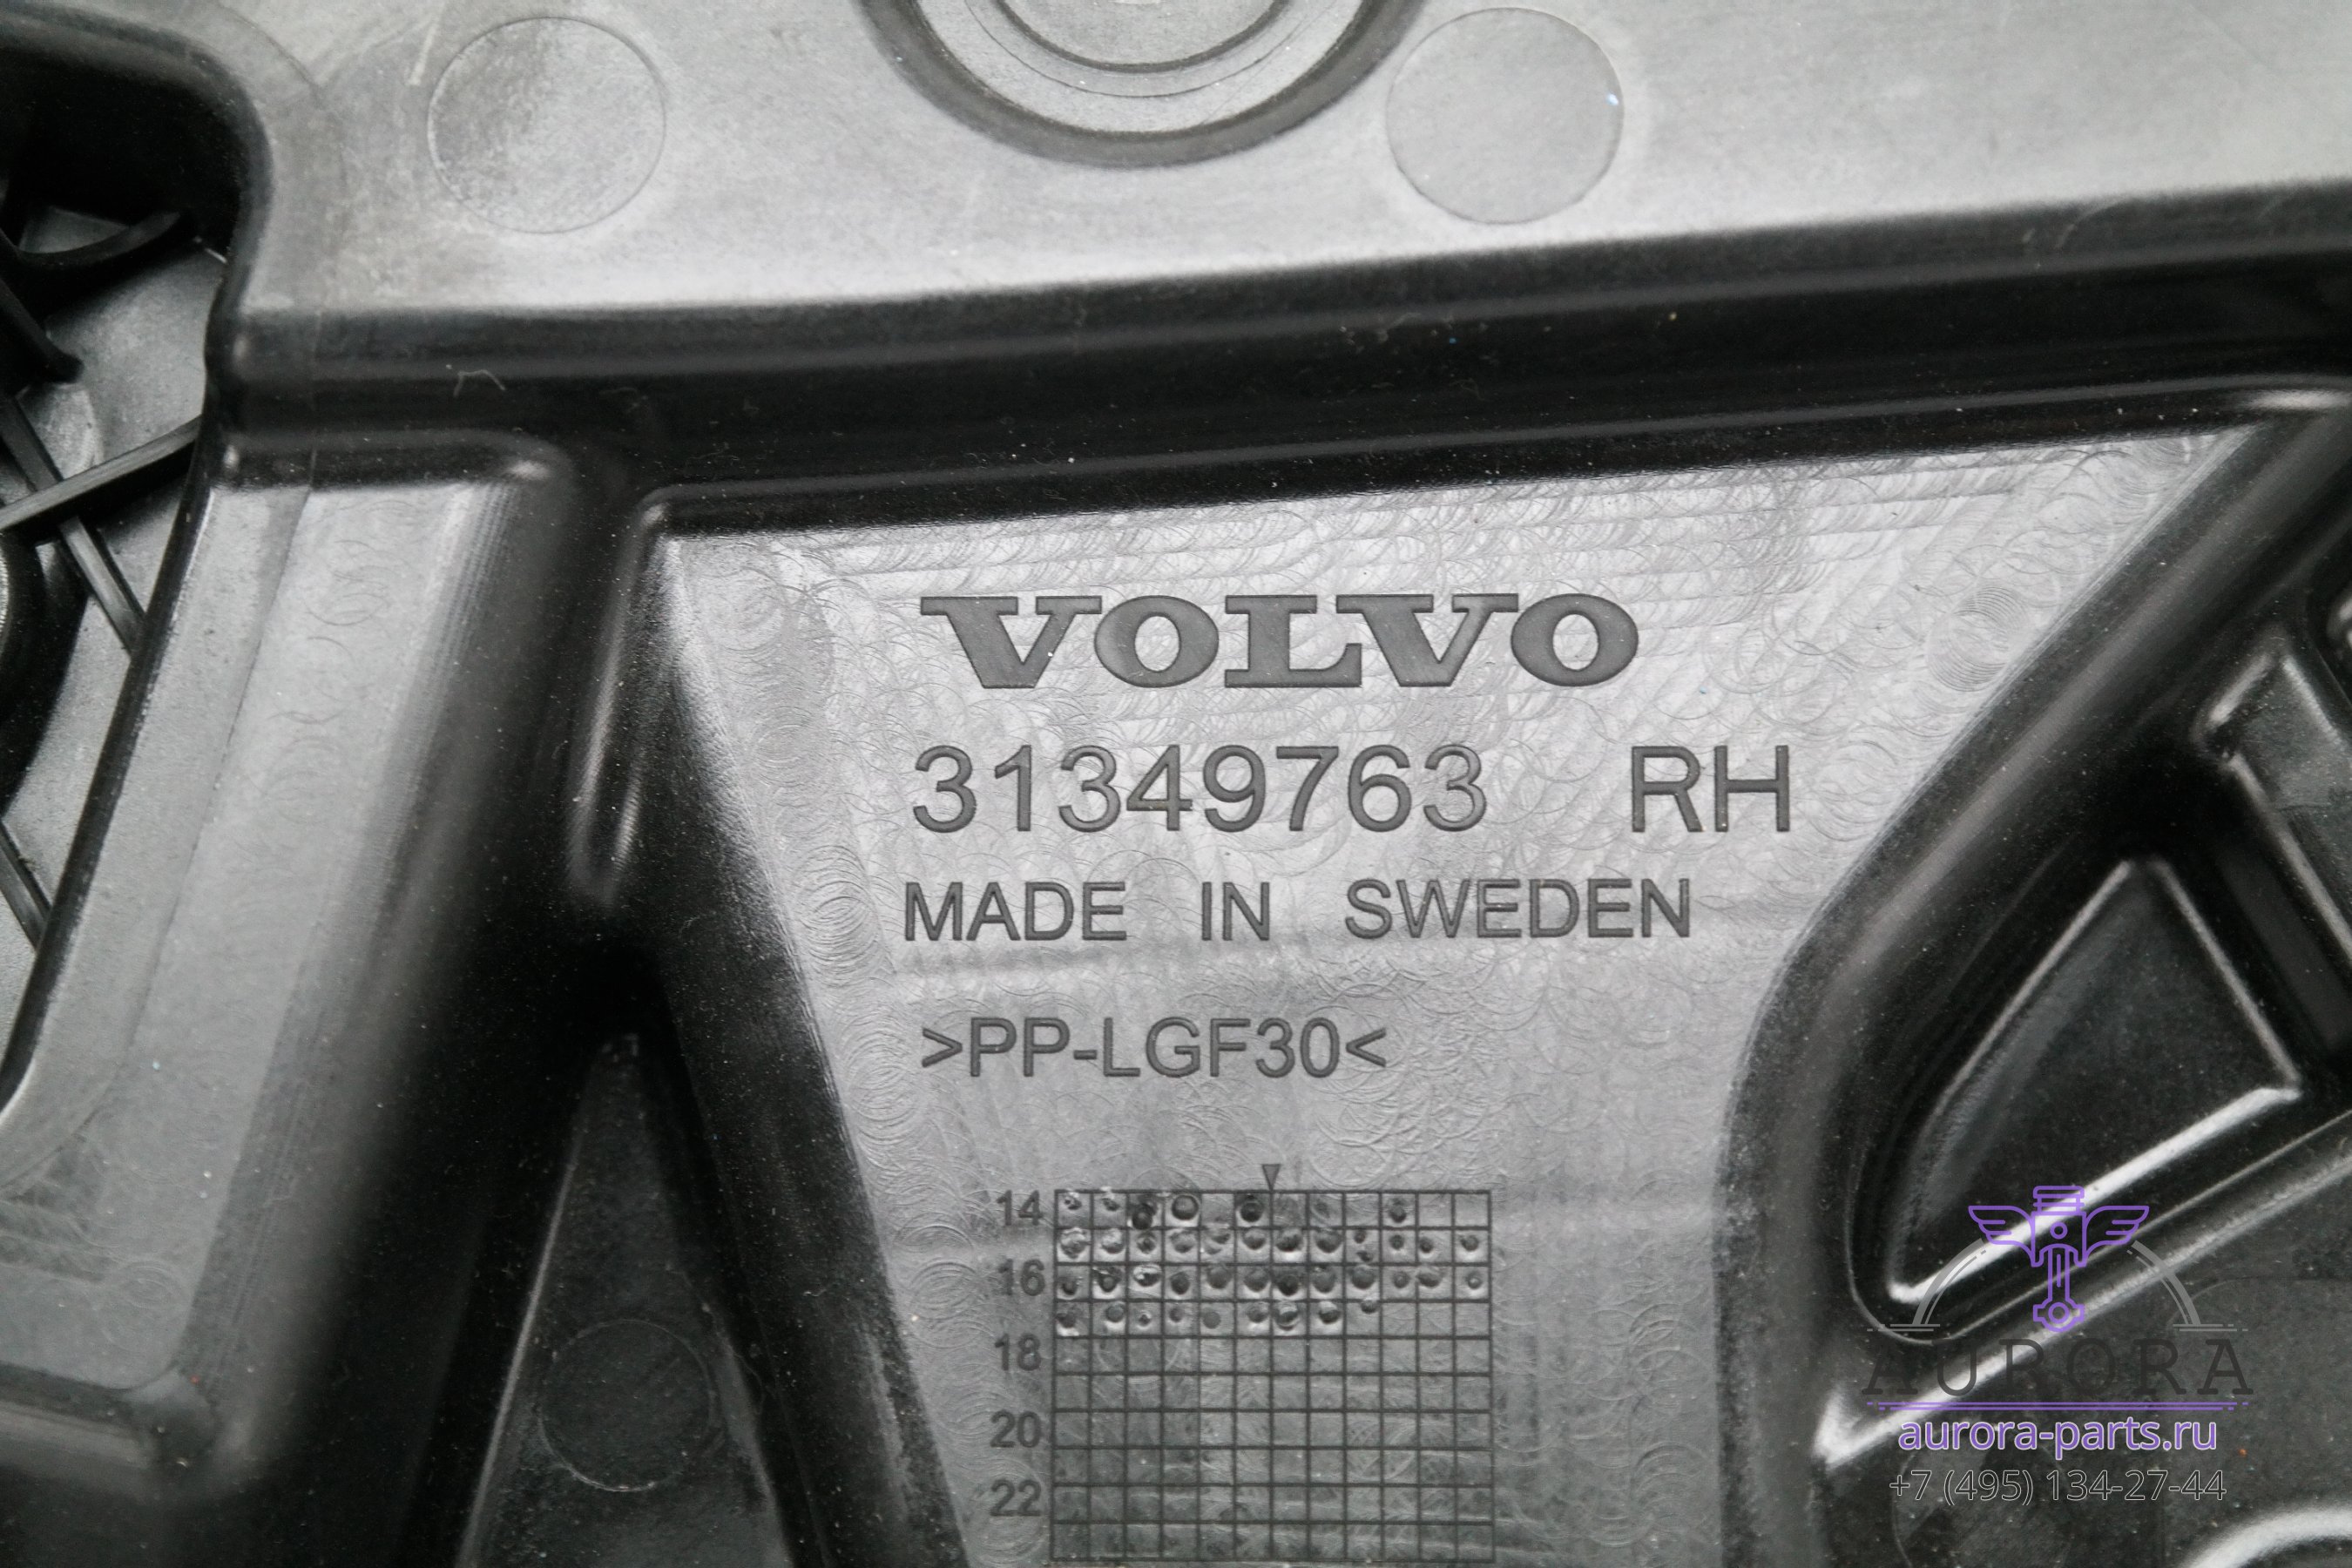 VOLVO
31349763 RH
MADE IN SWEDEN
>PP-LGF30<
14
16
18
20
22
AURORA
aurora-parts.ru
+7 (495) 134-27-44